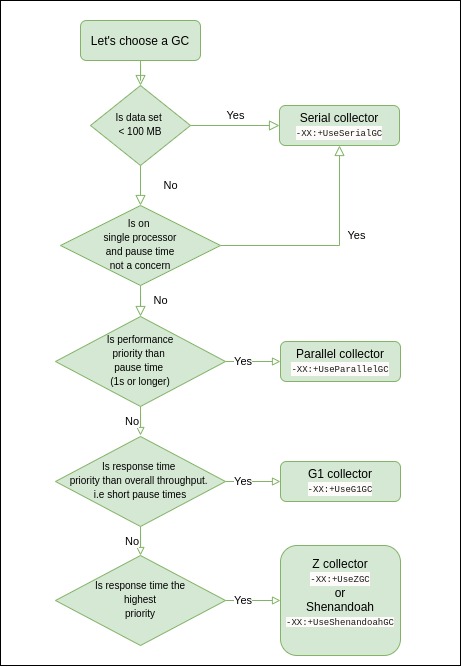 Let's choose a GC
Is data set
< 100 MB
Yes
Serial collector
-XX:+UseSerialGC
No
Is on
single processor
and pause time
not a concern
Yes
No
Is performance
priority than
pause time
(1s or longer)
Yes
Parallel collector
-XX:+UseParallelGC
No
Is response time
priority than overall throughput.
i.e short pause times
Yes
G1 collector
-XX:+UseG1GC
No
Is response time the
highest
priority
Yes
Z collector
-XX:+UseZGC
or
Shenandoah
-XX:+UseShenandoahGC